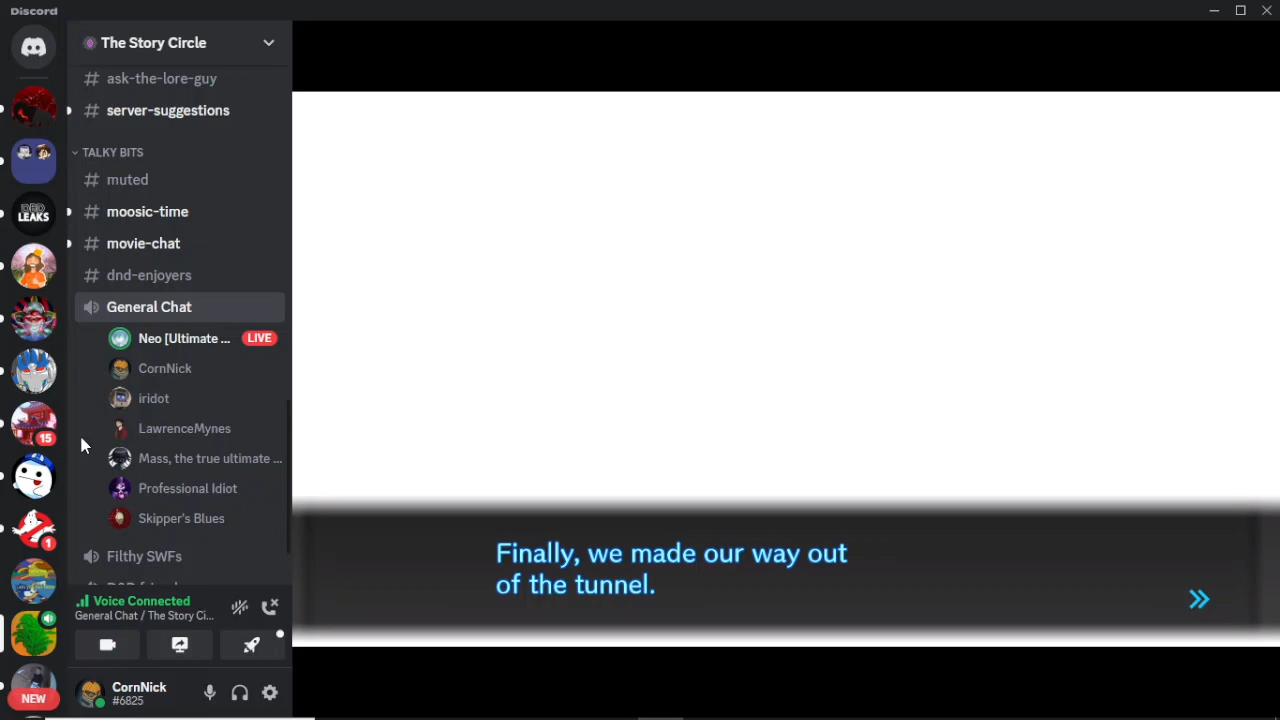 Discord
The Story Circle
# ask-the-lore-guy
# server-suggestions
TALKY BITS
# muted
# moosic-time
# movie-chat
# dnd-enjoyers
General Chat
Neo [Ultimate ... LIVE
CornNick
iridot
LawrenceMynes
Mass, the true ultimate ...
Professional Idiot
Skipper's Blues
Filthy SWFs
Voice Connected
General Chat / The Story Ci...
CornNick
#6825
DBD
LEAKS
15
1
NEW
Finally, we made our way out
of the tunnel.